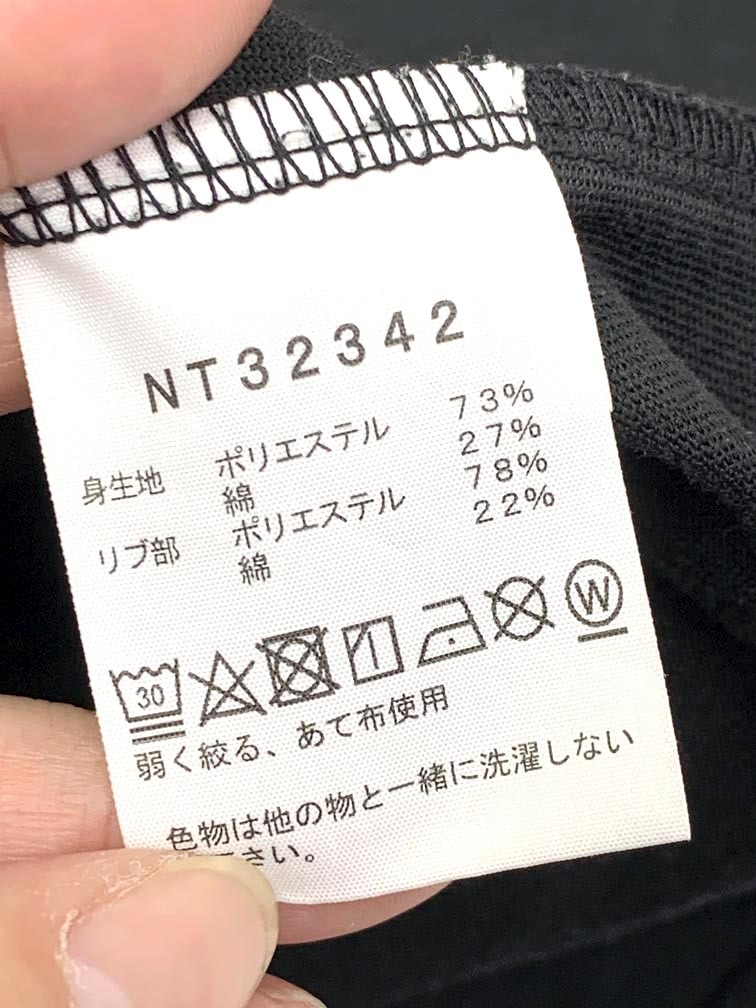 NT32342
身生地 ポリエステル 73%
綿 27%
リブ部 ポリエステル 78%
綿 22%
30 W
弱く絞る、あて布使用
色物は他の物と一緒に洗濯しない
さい。